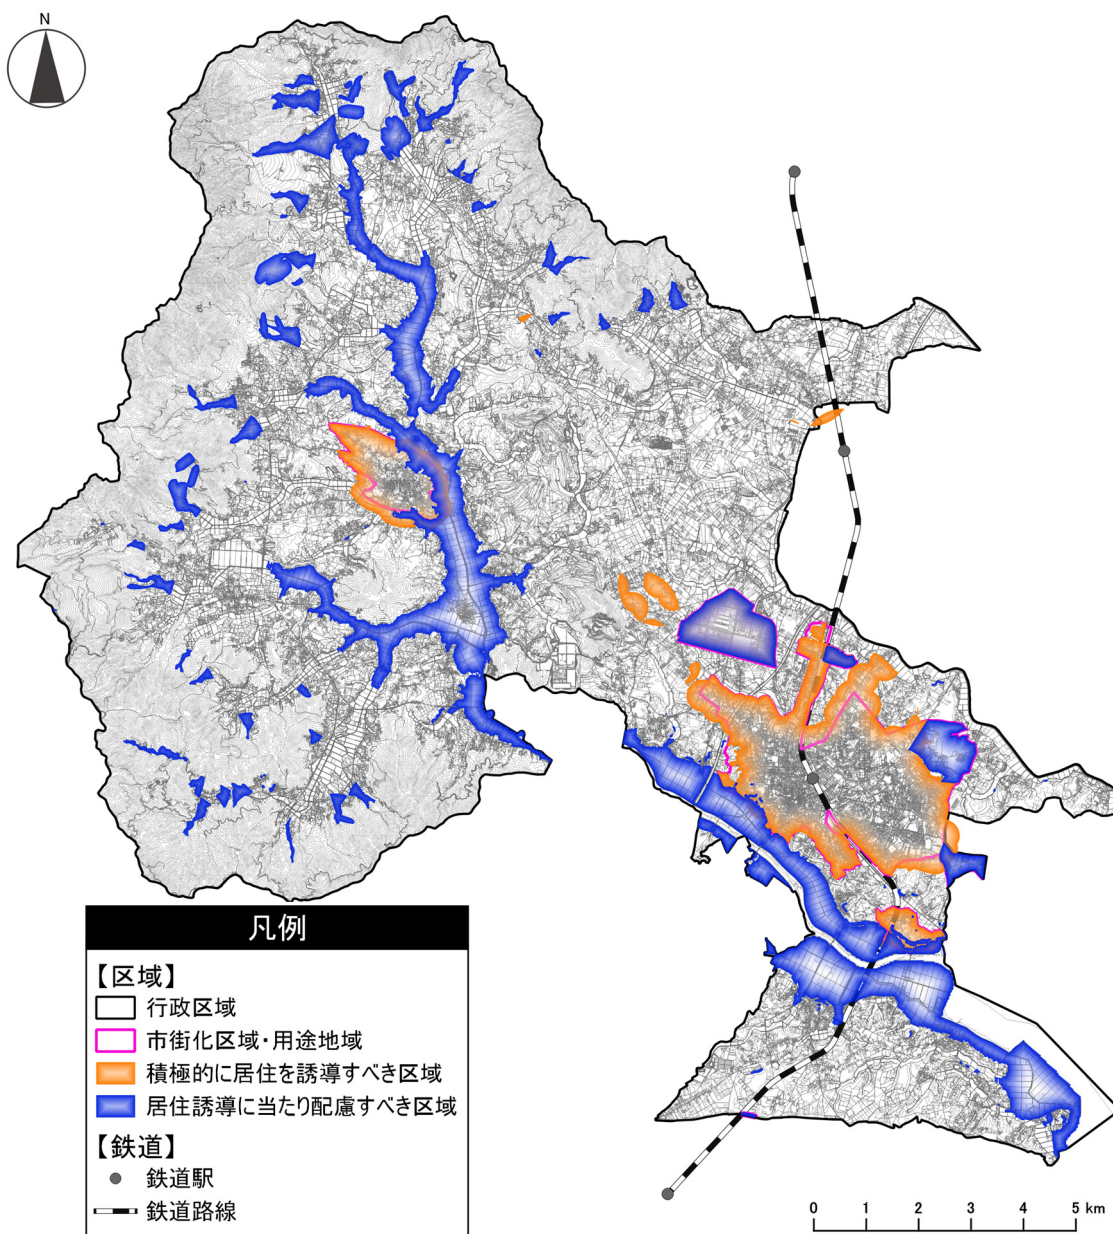 N
凡例
【区域】
行政区域
市街化区域・用途地域
積極的に居住を誘導すべき区域
居住誘導に当たり配慮すべき区域
【鉄道】
鉄道駅
鉄道路線
0 1 2 3 4 5 km